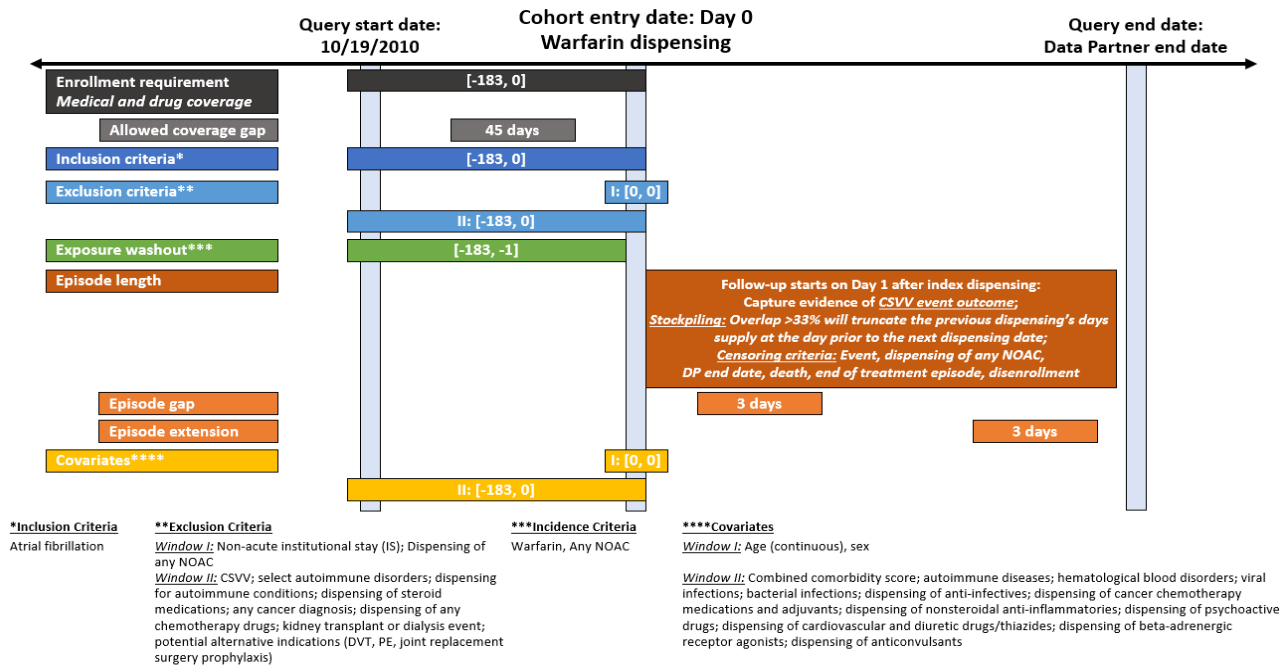 Query start date:
10/19/2010
Cohort entry date: Day 0
Warfarin dispensing
Query end date:
Data Partner end date
Enrollment requirement
Medical and drug coverage
[-183, 0]
Allowed coverage gap
45 days
Inclusion criteria*
[-183, 0]
Exclusion criteria**
I: [0, 0]
II: [-183, 0]
Exposure washout***
[-183, -1]
Episode length
Follow-up starts on Day 1 after index dispensing:
Capture evidence of CSVV event outcome;
Stockpiling: Overlap >33% will truncate the previous dispensing's days
supply at the day prior to the next dispensing date;
Censoring criteria: Event, dispensing of any NOAC,
DP end date, death, end of treatment episode, disenrollment
Episode gap
3 days
Episode extension
3 days
Covariates****
I: [0, 0]
II: [-183, 0]
*Inclusion Criteria
Atrial fibrillation
**Exclusion Criteria
Window I: Non-acute institutional stay (IS); Dispensing of
any NOAC
Window II: CSVV; select autoimmune disorders; dispensing
for autoimmune conditions; dispensing of steroid
medications; any cancer diagnosis; dispensing of any
chemotherapy drugs; kidney transplant or dialysis event;
potential alternative indications (DVT, PE, joint replacement
surgery prophylaxis)
***Incidence Criteria
Warfarin, Any NOAC
****Covariates
Window I: Age (continuous), sex
Window II: Combined comorbidity score; autoimmune diseases; hematological blood disorders; viral
infections; bacterial infections; dispensing of anti-infectives; dispensing of cancer chemotherapy
medications and adjuvants; dispensing of nonsteroidal anti-inflammatories; dispensing of psychoactive
drugs; dispensing of cardiovascular and diuretic drugs/thiazides; dispensing of beta-adrenergic
receptor agonists; dispensing of anticonvulsants